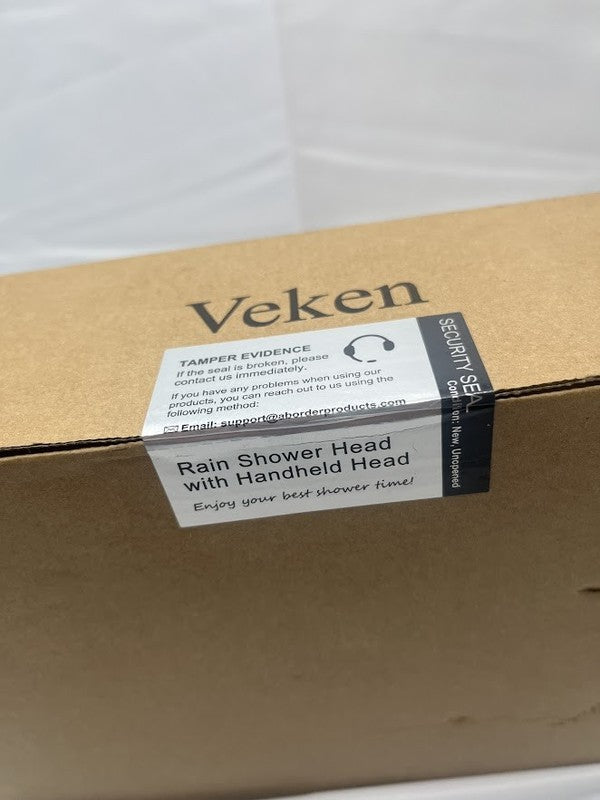 Veken
TAMPER EVIDENCE
If the seal is broken, please
contact us immediately.
If you have any problems when using our
products, you can reach out to us using the
following method:
Email: support@aborderproducts.com
Rain Shower Head
with Handheld Head
Enjoy your best shower time!
SECURITY SEAL
Condition: New, Unopened